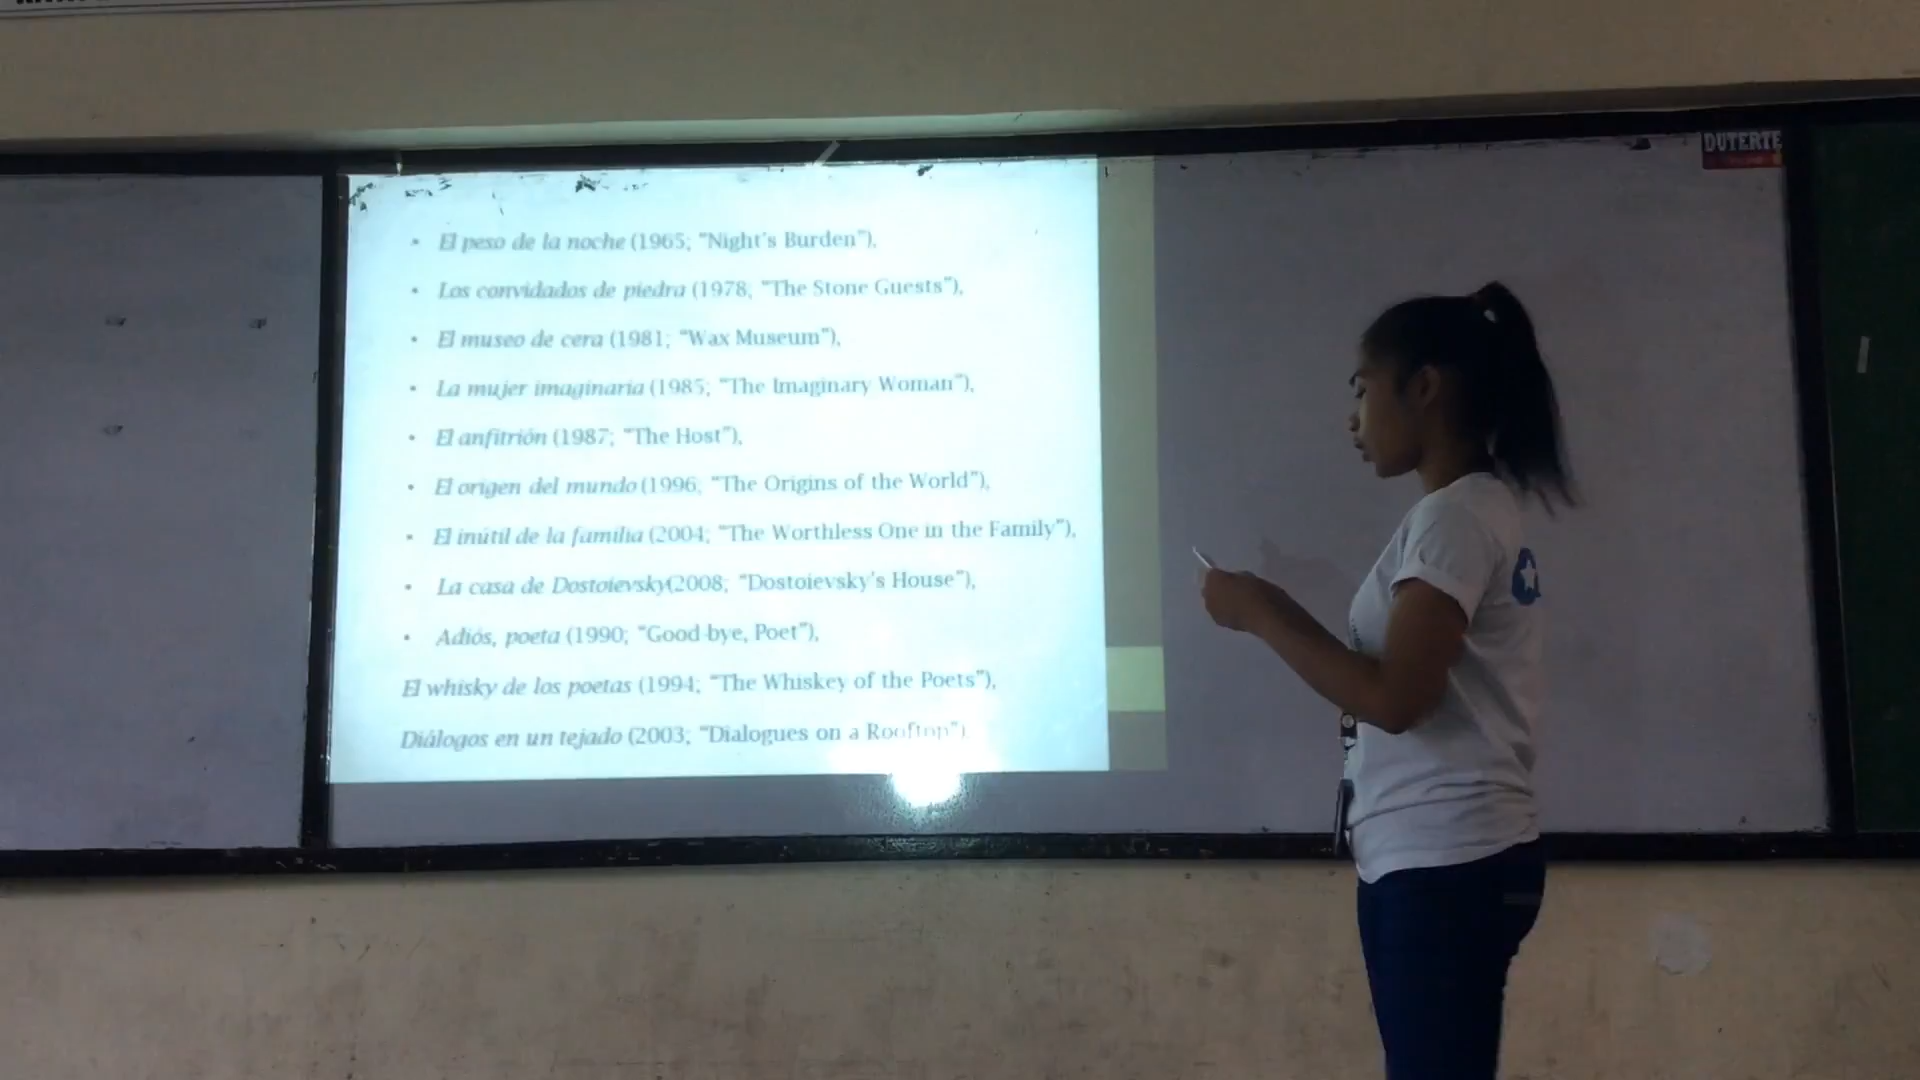 DUTERTE
• El peso de la noche (1965; “Night’s Burden”),
• Los convidados de piedra (1978; “The Stone Guests”),
• El museo de cera (1981; “Wax Museum”),
• La mujer imaginaria (1985; “The Imaginary Woman”),
• El anfitrión (1987; “The Host”),
• El origen del mundo (1996; “The Origins of the World”),
• El inútil de la familia (2004; “The Worthless One in the Family”),
• La casa de Dostoievsky(2008; “Dostoievsky’s House”),
• Adiós, poeta (1990; “Good-bye, Poet”),
El whisky de los poetas (1994; “The Whiskey of the Poets”),
Diálogos en un tejado (2003; “Dialogues on a Rooftop”)